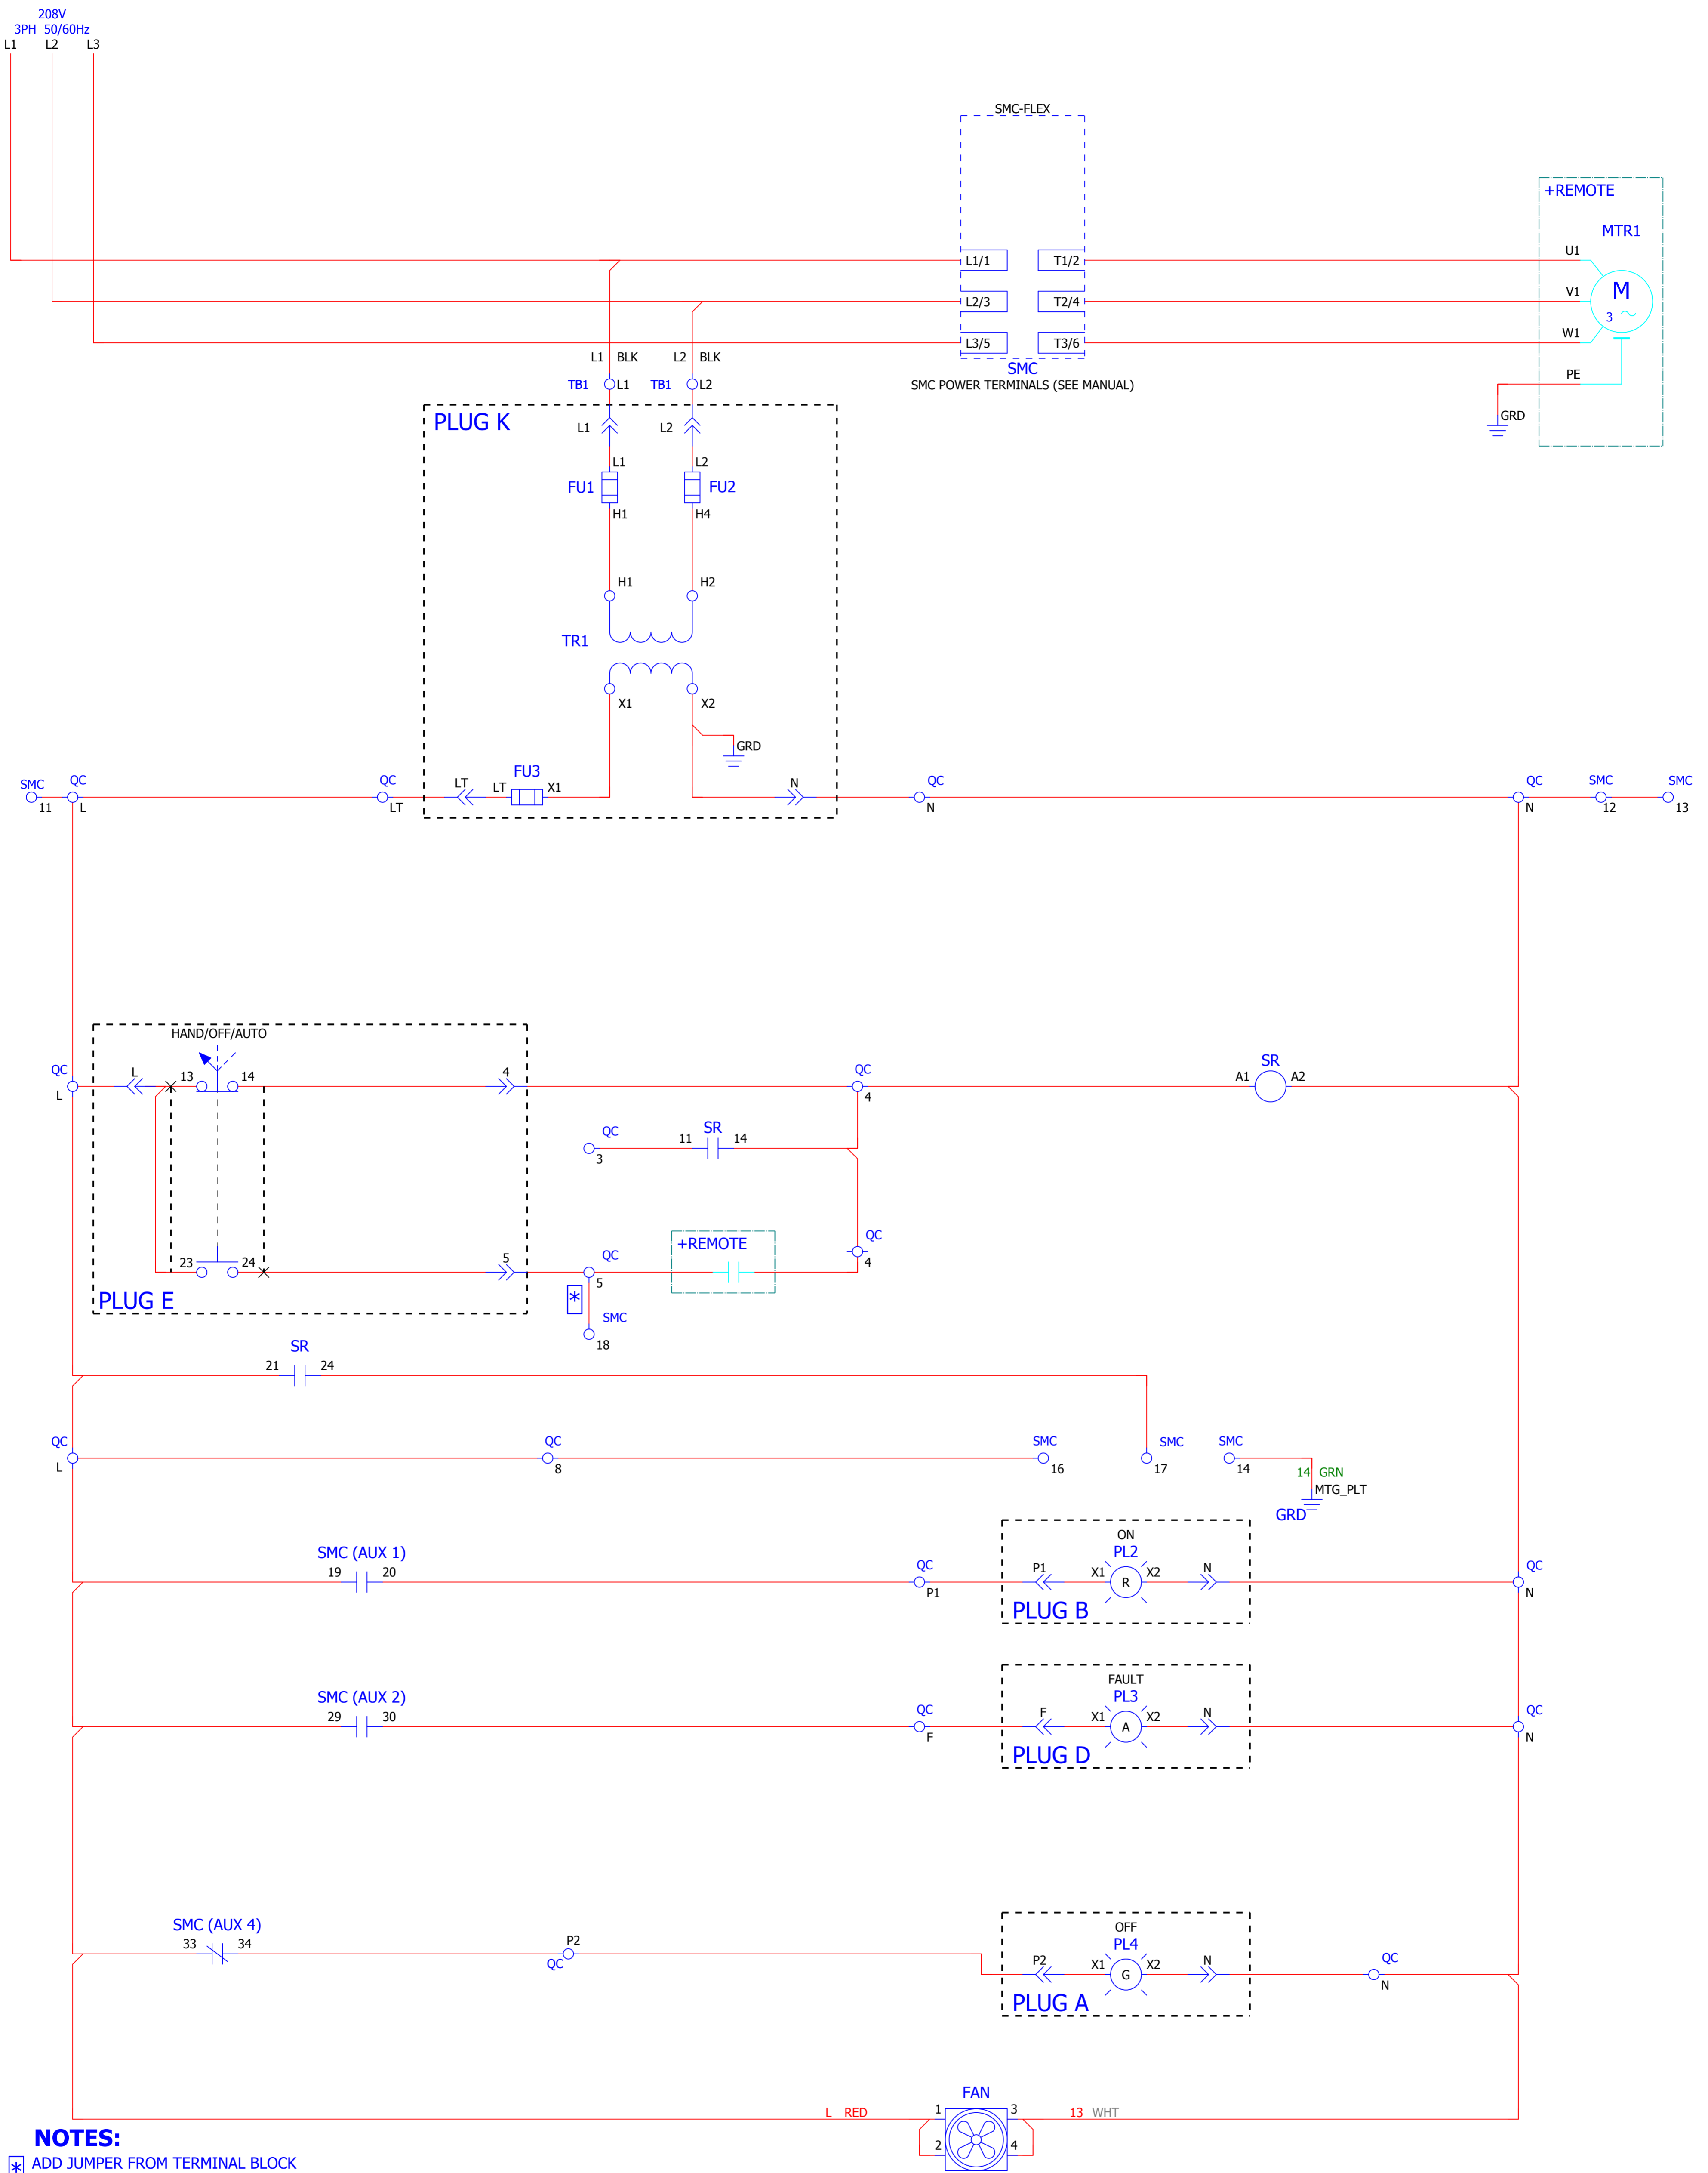 208V
3PH 50/60Hz
L1 L2 L3
SMC-FLEX
+REMOTE
MTR1
U1
L1/1 T1/2
M
3
V1
L2/3 T2/4
W1
L3/5 T3/6
SMC
SMC POWER TERMINALS (SEE MANUAL)
PE
GRD
L1 BLK L2 BLK
TB1 L1 TB1 L2
PLUG K
L1 L2
L1 L2
FU1 FU2
H1 H4
H1 H2
TR1
X1 X2
GRD
FU3
SMC QC QC LT LT X1 N QC QC SMC SMC
11 L LT N N 12 13
HAND/OFF/AUTO
QC L 13 14 4 QC SR
L 4 A1 A2
QC SR
3 11 14
+REMOTE QC
4
23 24 5 QC
5
PLUG E
*
SMC
18
SR
21 24
QC QC SMC SMC SMC
L 8 16 17 14
14 GRN
MTG_PLT
GRD
ON
SMC (AUX 1) PL2
19 20 QC P1 X1 R X2 N QC
P1 N
PLUG B
FAULT
SMC (AUX 2) PL3
29 30 QC F X1 A X2 N QC
F N
PLUG D
OFF
SMC (AUX 4) PL4
33 34 P2
QC
P2 X1 G X2 N QC
N
PLUG A
FAN
L RED 1 3 13 WHT
2 4
NOTES:
* ADD JUMPER FROM TERMINAL BLOCK